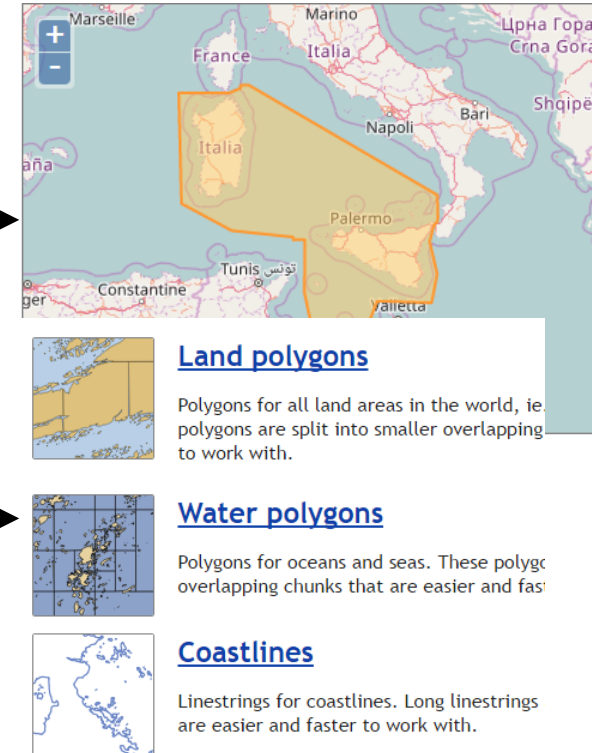 Marseille
Marino
Црна Гора
Crna Gora
+
-
France
Italia
Shqipë
Bari
Napoli
Italia
aña
Palermo
Tunis تونس
Constantine
ger
Valletta
Land polygons
Polygons for all land areas in the world, ie.
polygons are split into smaller overlapping
to work with.
Water polygons
Polygons for oceans and seas. These polygo
overlapping chunks that are easier and fast
Coastlines
Linestrings for coastlines. Long linestrings
are easier and faster to work with.